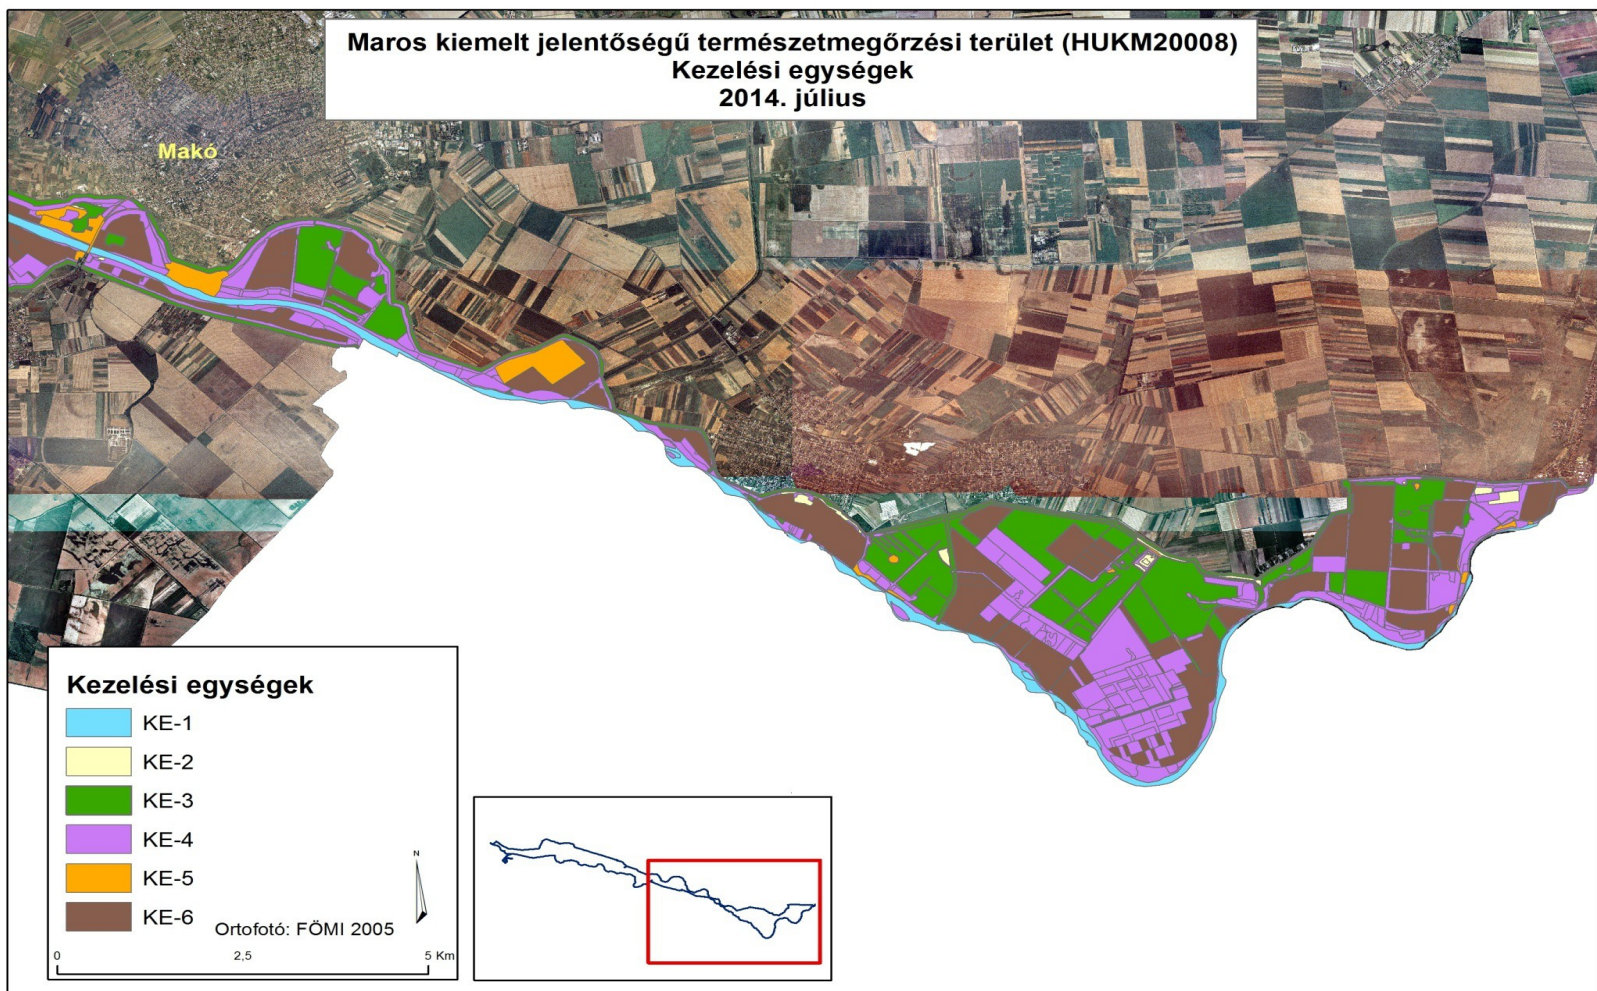 Maros kiemelt jelentőségű természetmegőrzési terület (HUKM20008)
Kezelési egységek
2014. július
Makó
Kezelési egységek
KE-1
KE-2
KE-3
KE-4
KE-5
KE-6
N
Ortofotó: FÖMI 2005
0 2,5 5 Km